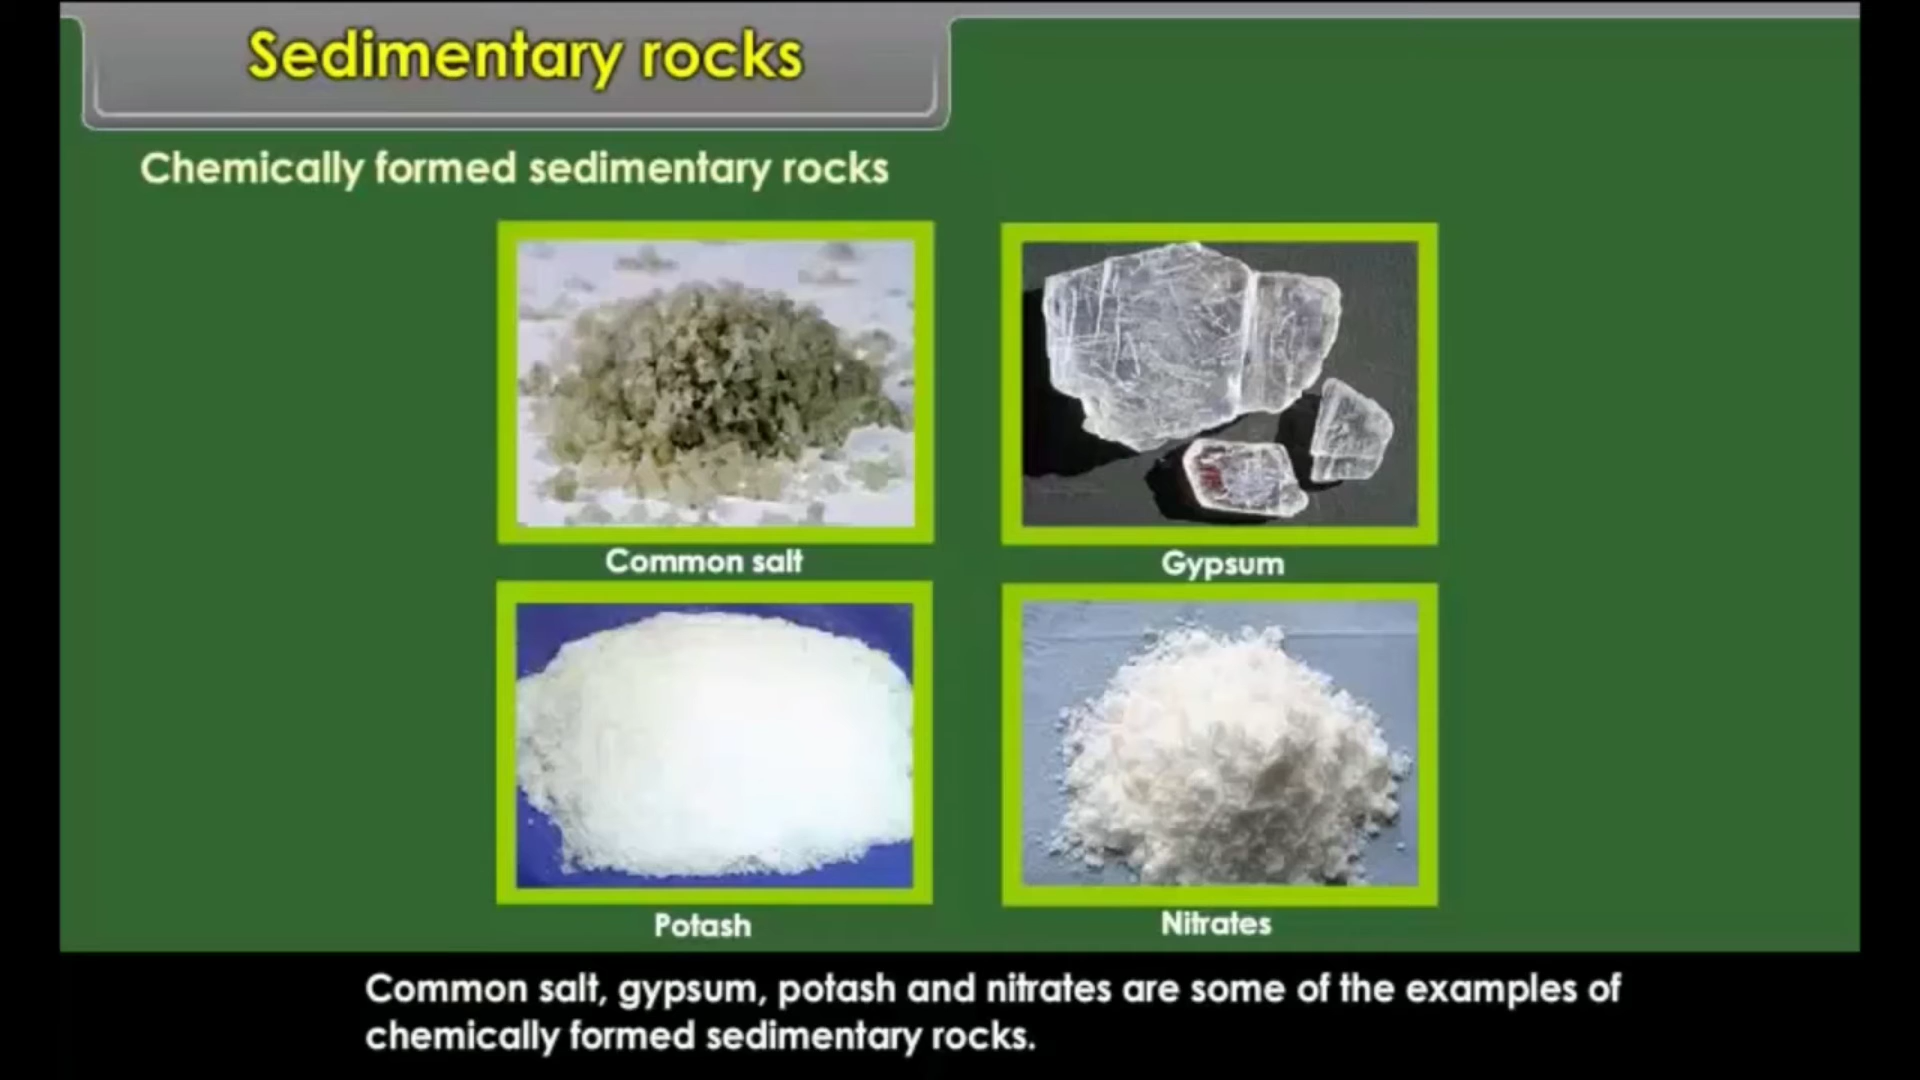 Sedimentary rocks
Chemically formed sedimentary rocks
Common salt
Gypsum
Potash
Nitrates
Common salt, gypsum, potash and nitrates are some of the examples of
chemically formed sedimentary rocks.